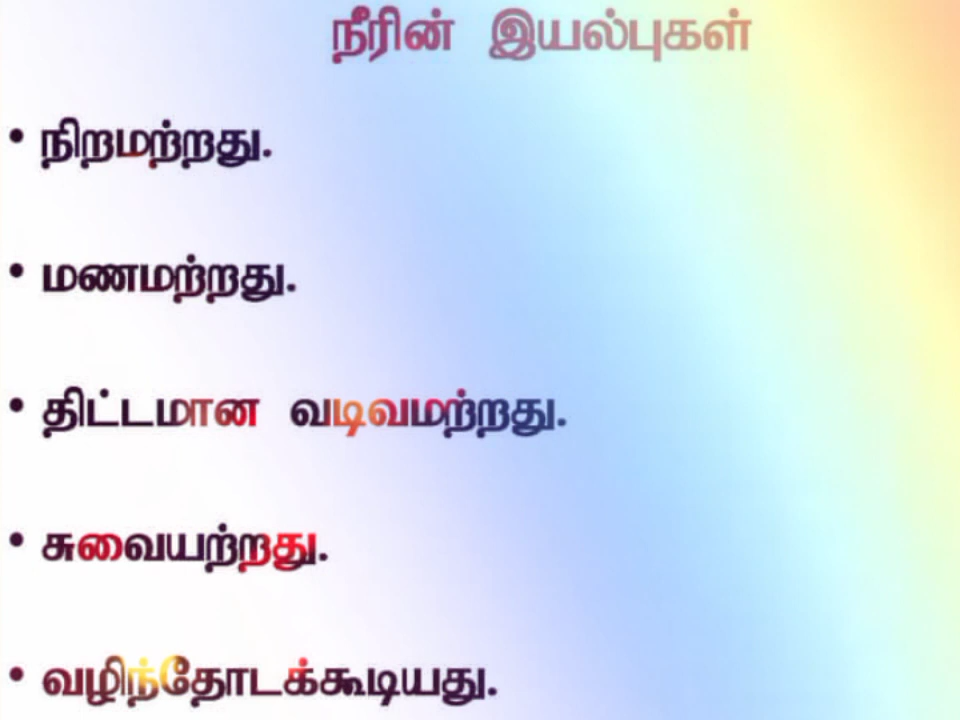 நீரின் இயல்புகள்
• நிறமற்றது.
• மணமற்றது.
• திட்டமான வடிவமற்றது.
• சுவையற்றது.
• வழிந்தோடக்கூடியது.